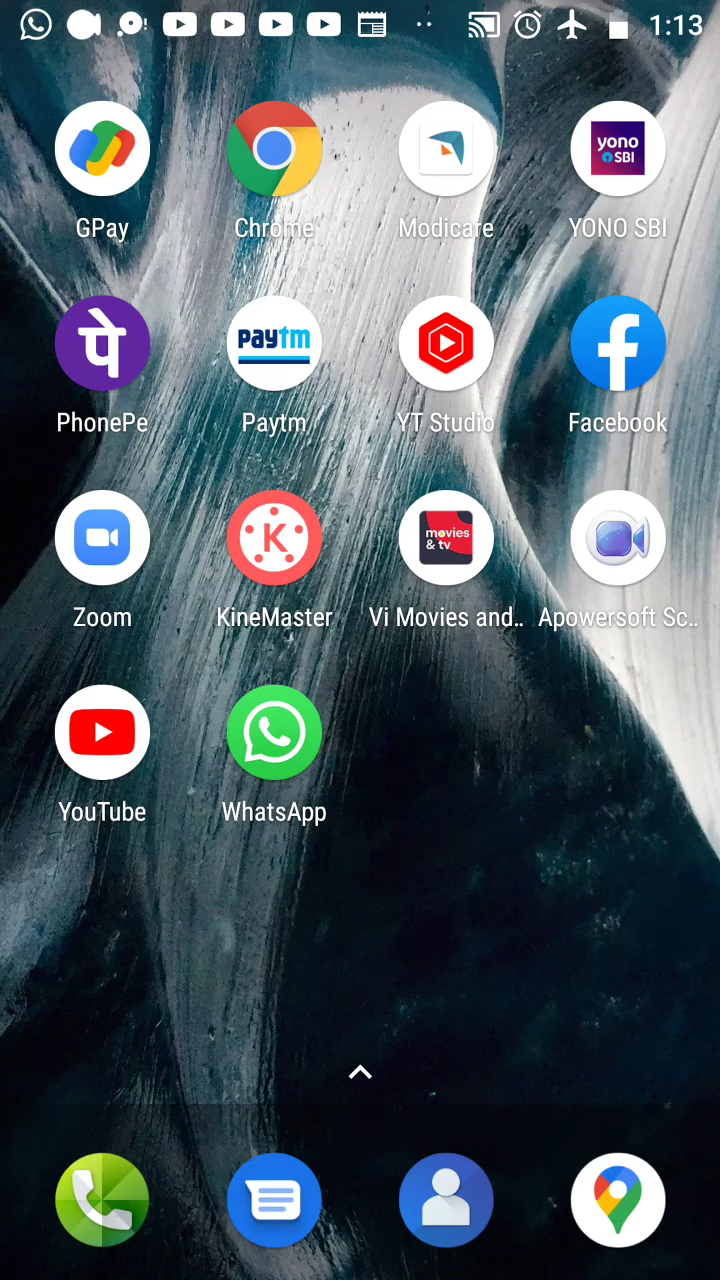 1:13
GPay
Chrome
Modicare
yono
SBI
YONO SBI
पे
PhonePe
paytm
Paytm
YT Studio
Facebook
Zoom
K
KineMaster
movies
& tv
Vi Movies and..
Apowersoft Sc..
YouTube
WhatsApp